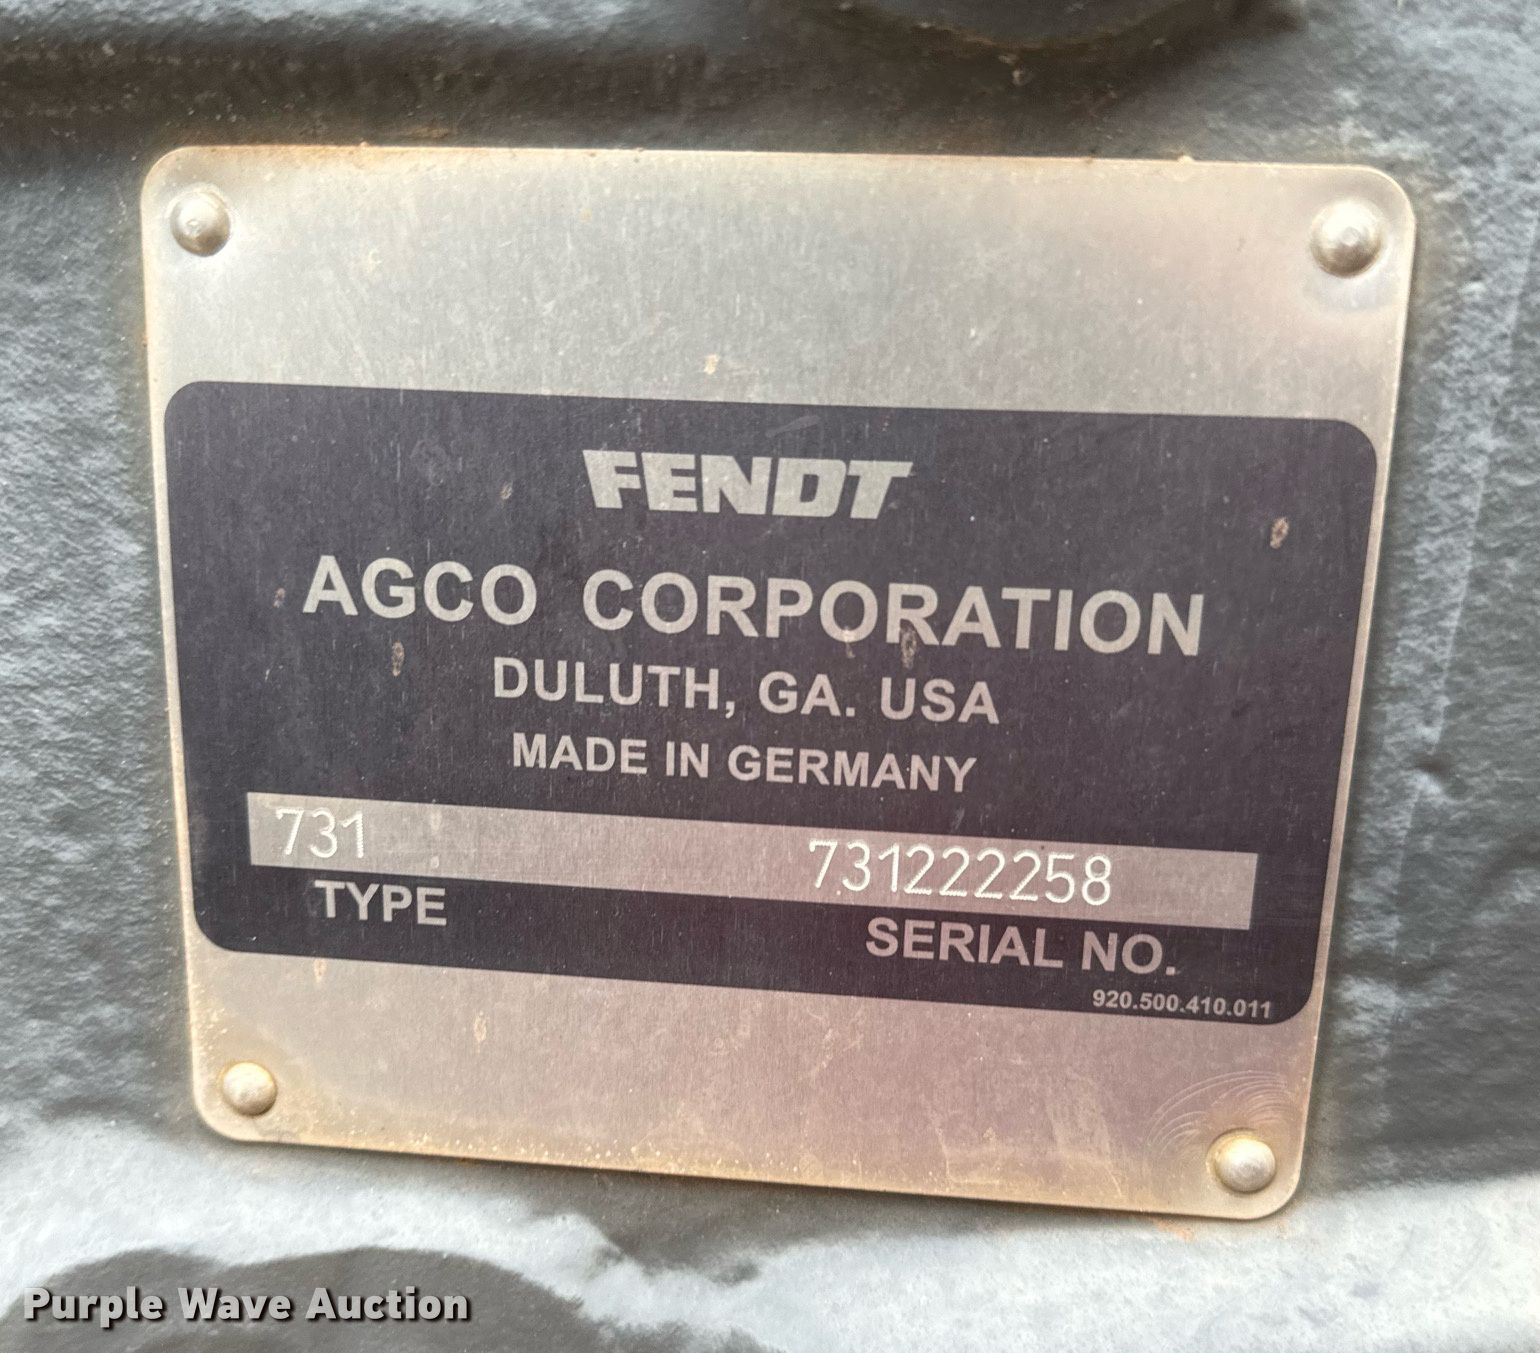 FENDT
AGCO CORPORATION
DULUTH, GA. USA
MADE IN GERMANY
731 731222258
TYPE SERIAL NO.
920.500.410.011
Purple Wave Auction